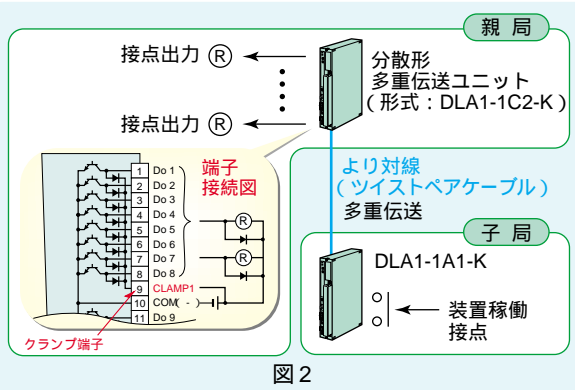 親 局
接点出力 R
接点出力 R
分散形
多重伝送ユニット
(形式:DLA1-1C2-K)
端子
接続図
1 Do 1
2 Do 2
3 Do 3
4 Do 4
5 Do 5
6 Do 6
7 Do 7
8 Do 8
9 CLAMP1
10 COM( - )
11 Do 9
R
R
クランプ端子
より対線
(ツイストペアケーブル)
多重伝送
子 局
DLA1-1A1-K
装置稼働
接点
図2